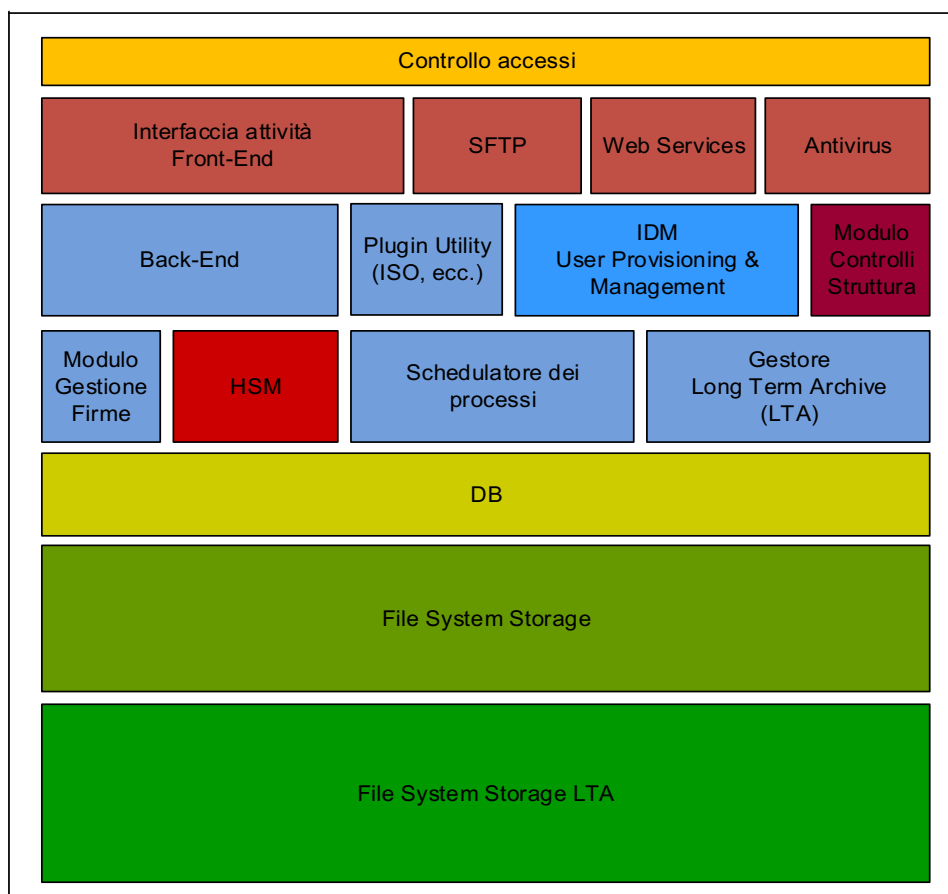 Controllo accessi
Interfaccia attività
Front-End
SFTP
Web Services
Antivirus
Back-End
Plugin Utility
(ISO, ecc.)
IDM
User Provisioning &
Management
Modulo
Controlli
Struttura
Modulo
Gestione
Firme
HSM
Schedulatore dei
processi
Gestore
Long Term Archive
(LTA)
DB
File System Storage
File System Storage LTA